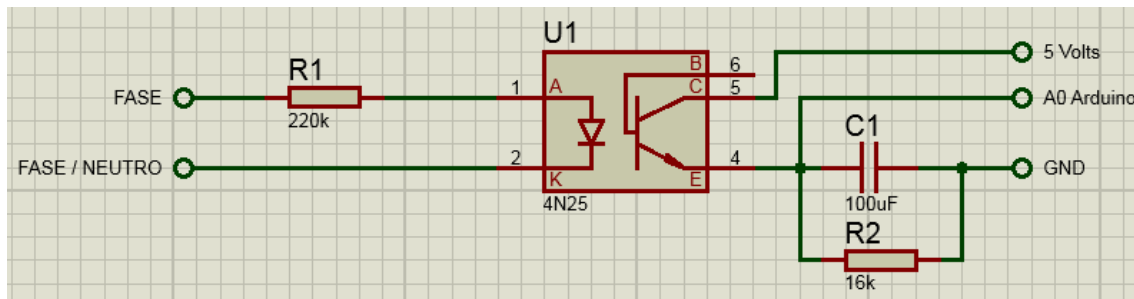 U1
R1
FASE
220k
FASE / NEUTRO
1
A
2
K
B
6
C
5
E
4
4N25
5 Volts
A0 Arduino
C1
100uF
GND
R2
16k